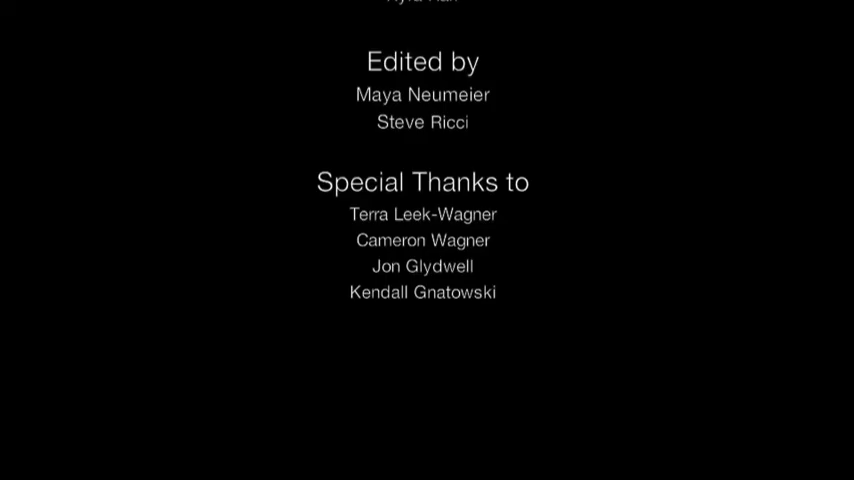 Edited by
Maya Neumeier
Steve Ricci
Special Thanks to
Terra Leek-Wagner
Cameron Wagner
Jon Glydwell
Kendall Gnatowski